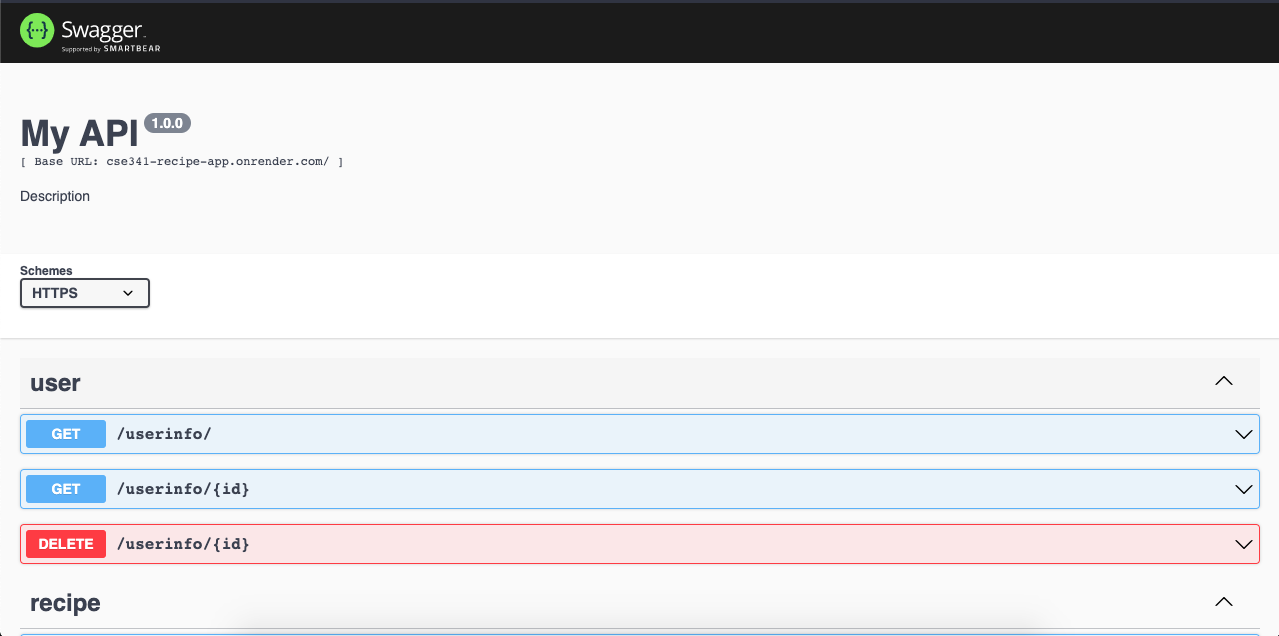 {···} Swagger™
Supported by SMARTBEAR
My API 1.0.0
[ Base URL: cse341-recipe-app.onrender.com/ ]
Description
Schemes
HTTPS
user
GET /userinfo/
GET /userinfo/{id}
DELETE /userinfo/{id}
recipe